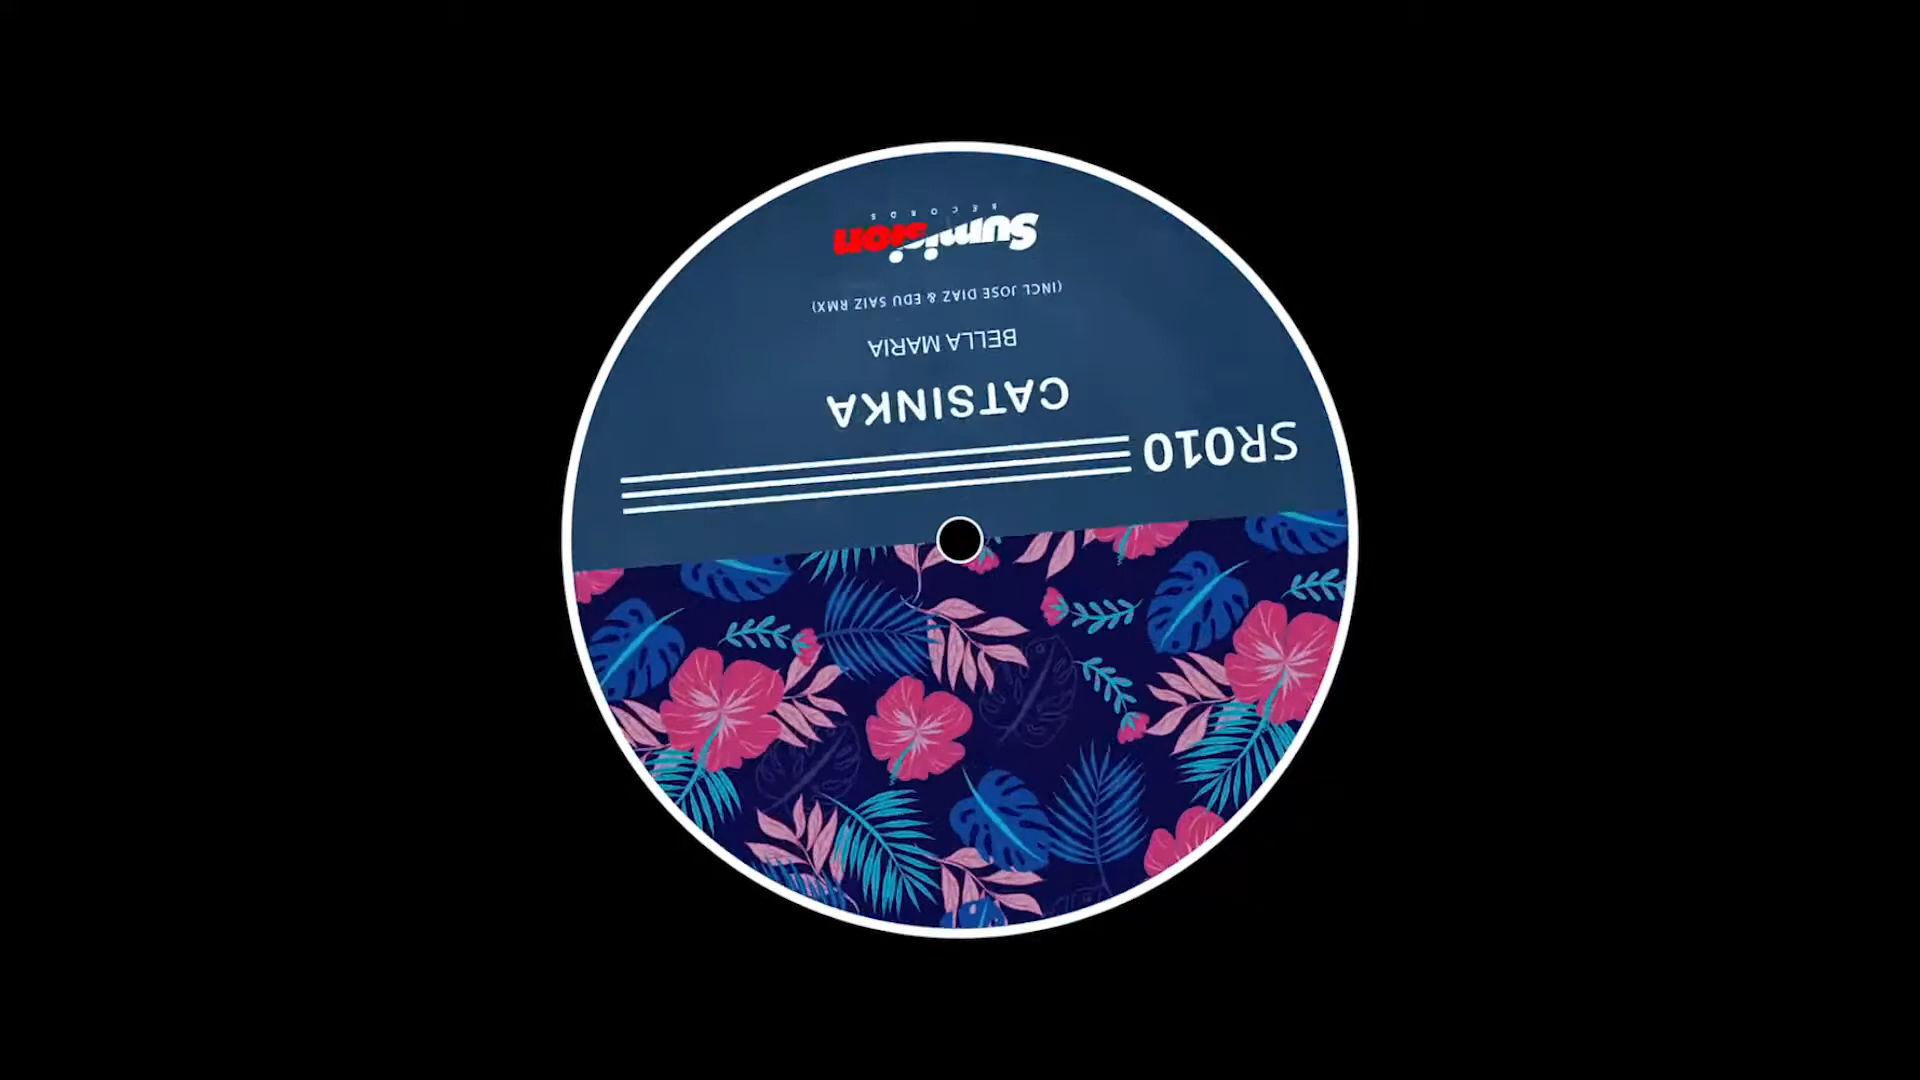 SR010
CATSINKA
BELLA MARIA
(INCL JOSE DIAZ & EDU SAIZ RMX)
Sumision
RECORDS